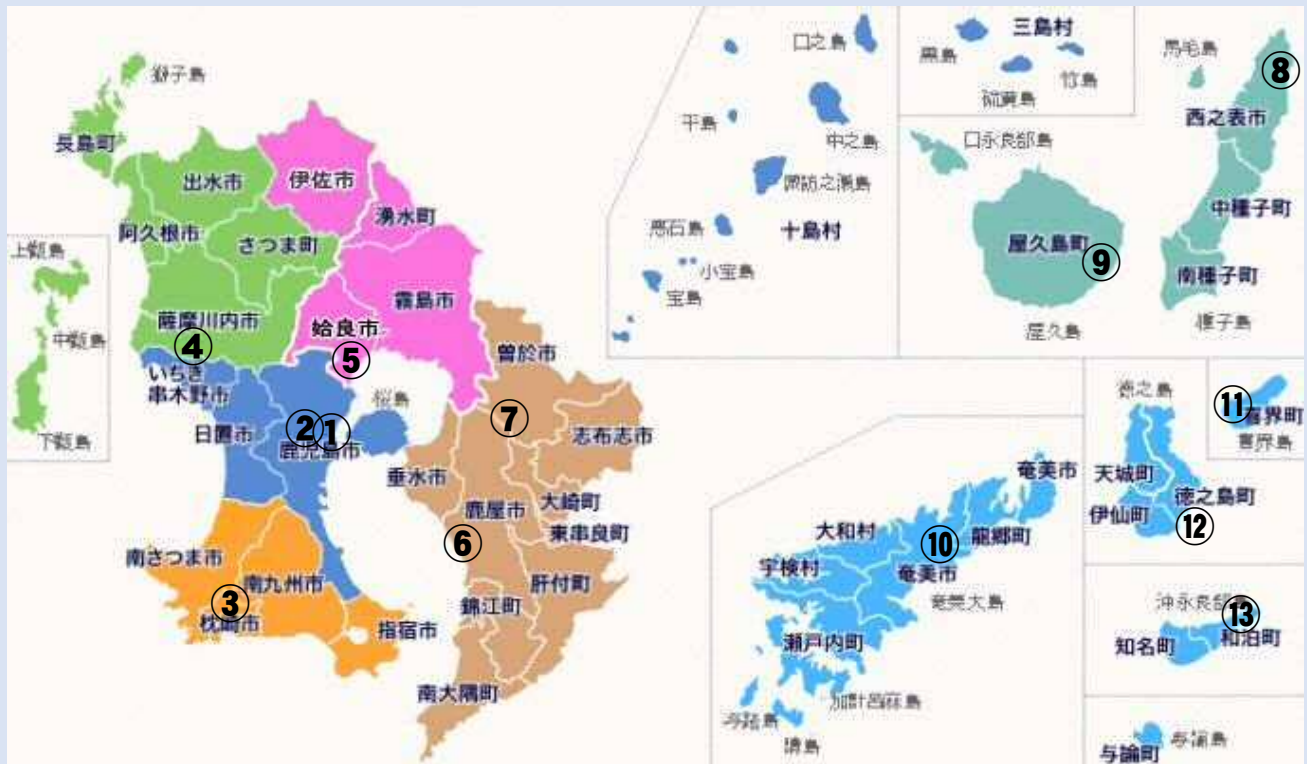 獅子島
長島町
出水市
伊佐市
湧水町
阿久根市
さつま町
霧島市
上甑島
中甑島
下甑島
薩摩川内市
④
姶良市
⑤
いちき
串木野市
日置市
②
①
鹿児島市
桜島
曽於市
⑦
志布志市
垂水市
鹿屋市
大崎町
東串良町
⑥
肝付町
錦江町
南大隅町
南さつま市
南九州市
③
枕崎市
指宿市
口之島
平島
中之島
諏訪之瀬島
悪石島
十島村
小宝島
宝島
三島村
黒島
硫黄島
竹島
馬毛島
⑧
西之表市
口永良部島
中種子町
屋久島町
⑨
南種子町
屋久島
種子島
奄美市
大和村
⑩
龍郷町
宇検村
奄美市
奄美大島
瀬戸内町
加計呂麻島
与路島
請島
徳之島
⑪
喜界町
喜界島
天城町
徳之島町
伊仙町
⑫
沖永良部島
⑬
和泊町
知名町
与論島
与論町